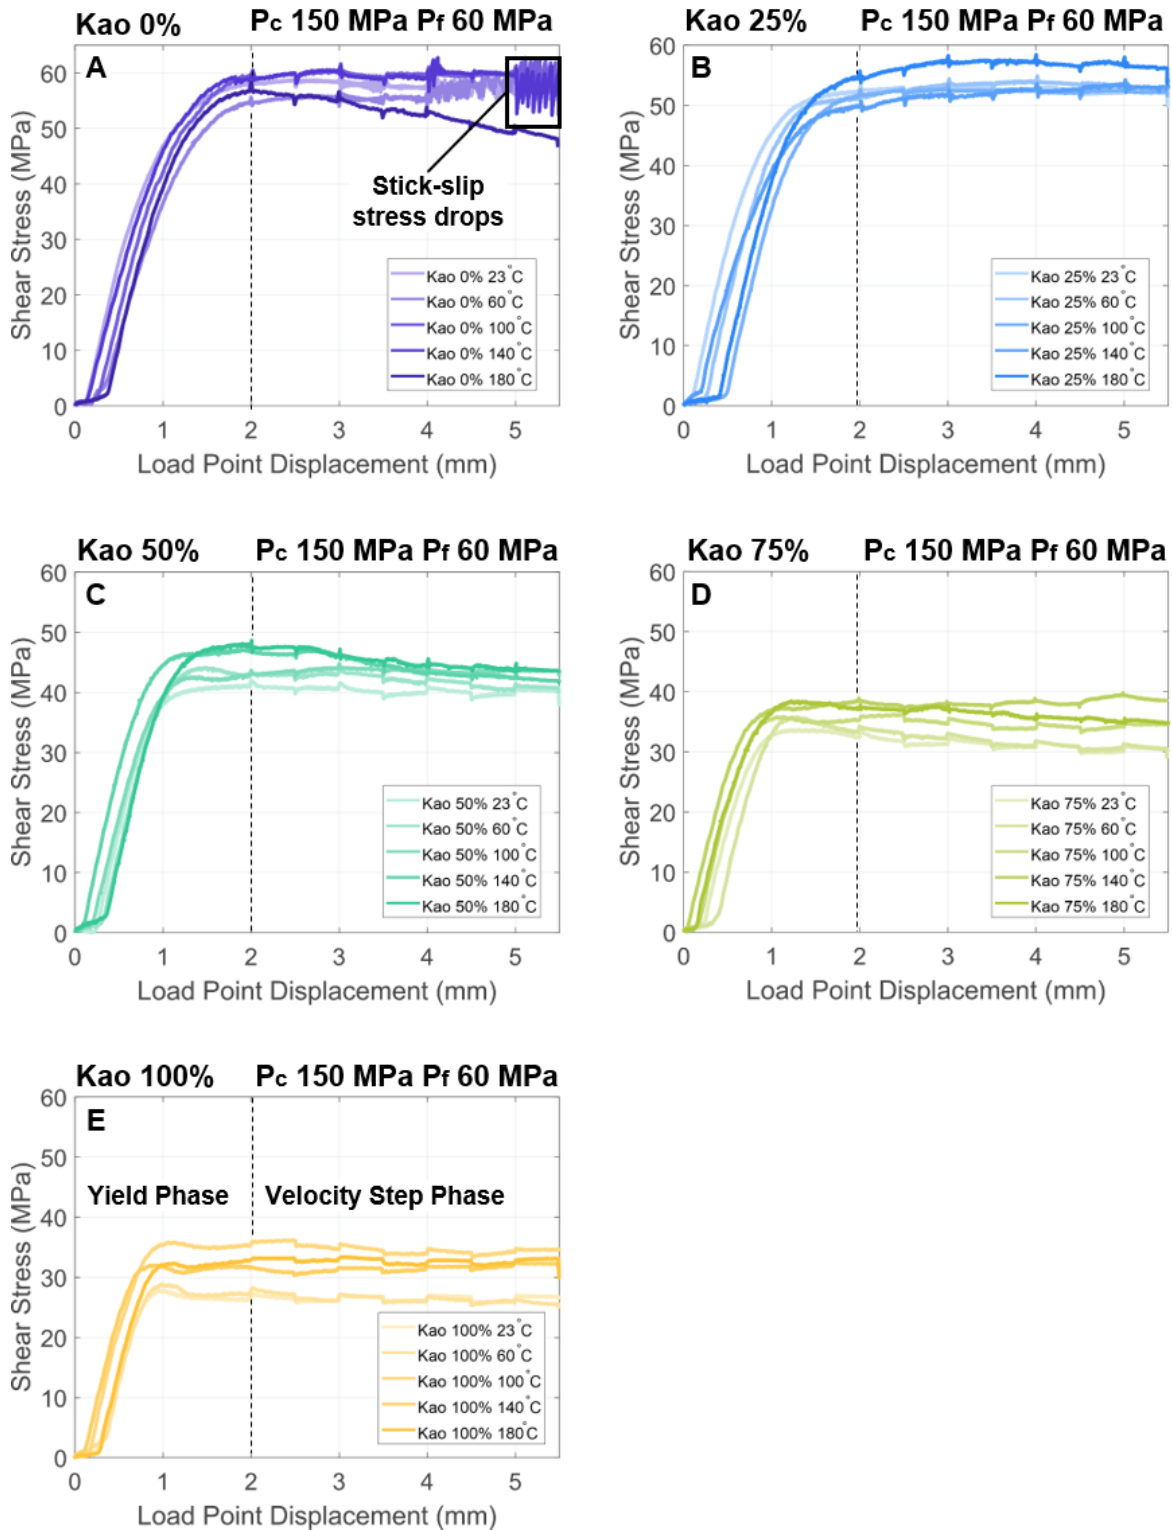 Kao 0% Pc 150 MPa Pf 60 MPa
A
Stick-slip
stress drops
60
50
40
30
20
10
0
Shear Stress (MPa)
Kao 0% 23°C
Kao 0% 60°C
Kao 0% 100°C
Kao 0% 140°C
Kao 0% 180°C
0 1 2 3 4 5
Load Point Displacement (mm)
Kao 25% Pc 150 MPa Pf 60 MPa
B
60
50
40
30
20
10
0
Shear Stress (MPa)
Kao 25% 23°C
Kao 25% 60°C
Kao 25% 100°C
Kao 25% 140°C
Kao 25% 180°C
0 1 2 3 4 5
Load Point Displacement (mm)
Kao 50% Pc 150 MPa Pf 60 MPa
C
60
50
40
30
20
10
0
Shear Stress (MPa)
Kao 50% 23°C
Kao 50% 60°C
Kao 50% 100°C
Kao 50% 140°C
Kao 50% 180°C
0 1 2 3 4 5
Load Point Displacement (mm)
Kao 75% Pc 150 MPa Pf 60 MPa
D
60
50
40
30
20
10
0
Shear Stress (MPa)
Kao 75% 23°C
Kao 75% 60°C
Kao 75% 100°C
Kao 75% 140°C
Kao 75% 180°C
0 1 2 3 4 5
Load Point Displacement (mm)
Kao 100% Pc 150 MPa Pf 60 MPa
E
Yield Phase Velocity Step Phase
60
50
40
30
20
10
0
Shear Stress (MPa)
Kao 100% 23°C
Kao 100% 60°C
Kao 100% 100°C
Kao 100% 140°C
Kao 100% 180°C
0 1 2 3 4 5
Load Point Displacement (mm)